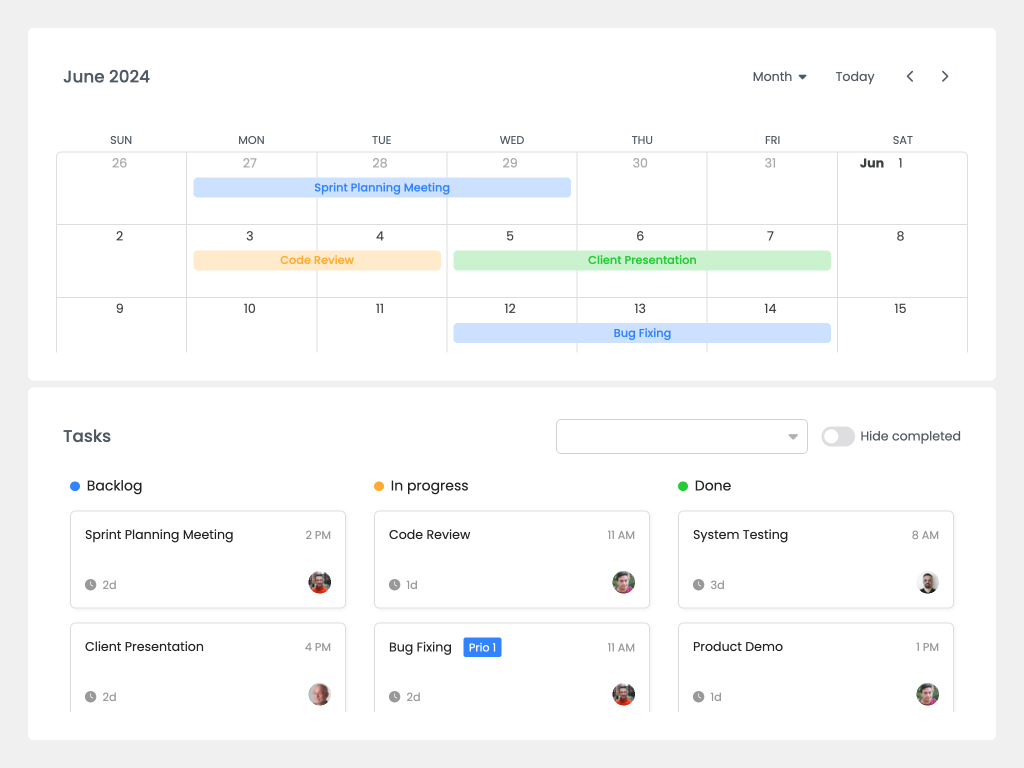 June 2024
Month Today
SUN MON TUE WED THU FRI SAT
26 27 28 29 30 31 Jun 1
Sprint Planning Meeting
2 3 4 5 6 7 8
Code Review Client Presentation
9 10 11 12 13 14 15
Bug Fixing
Tasks Hide completed
Backlog In progress Done
Sprint Planning Meeting 2 PM Code Review 11 AM System Testing 8 AM
2d 1d 3d
Client Presentation 4 PM Bug Fixing Prio 1 11 AM Product Demo 1 PM
2d 2d 1d